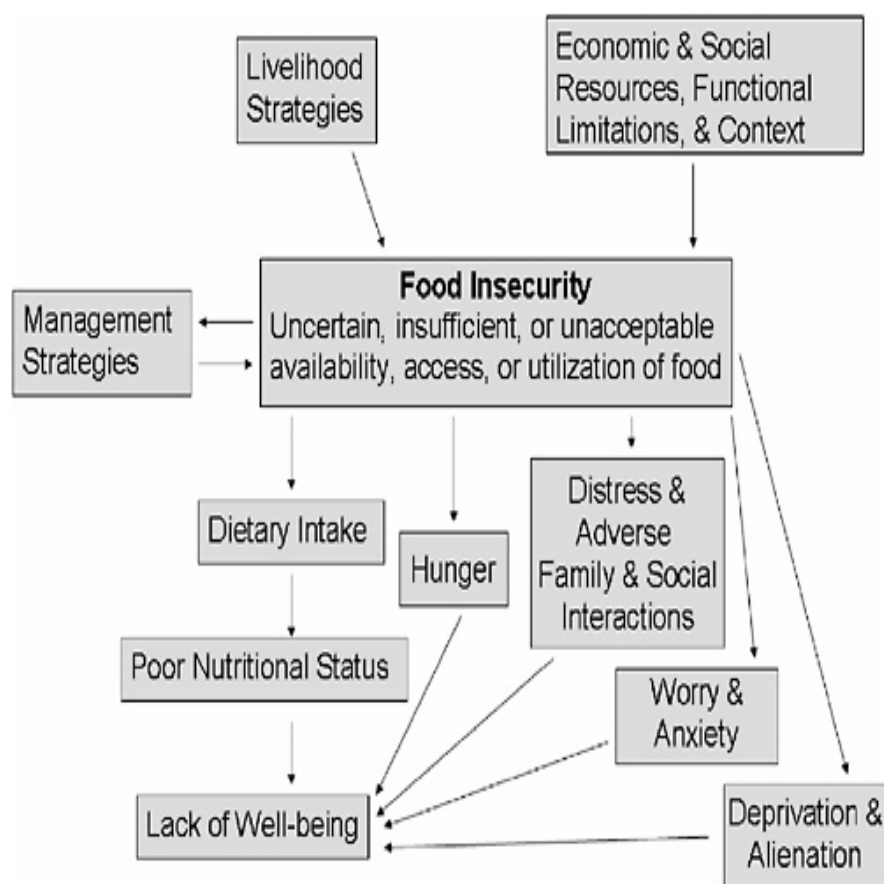 Livelihood
Strategies
Economic & Social
Resources, Functional
Limitations, & Context
Food Insecurity
Uncertain, insufficient, or unacceptable
availability, access, or utilization of food
Management
Strategies
Dietary Intake
Hunger
Distress &
Adverse
Family & Social
Interactions
Poor Nutritional Status
Worry &
Anxiety
Lack of Well-being
Deprivation &
Alienation